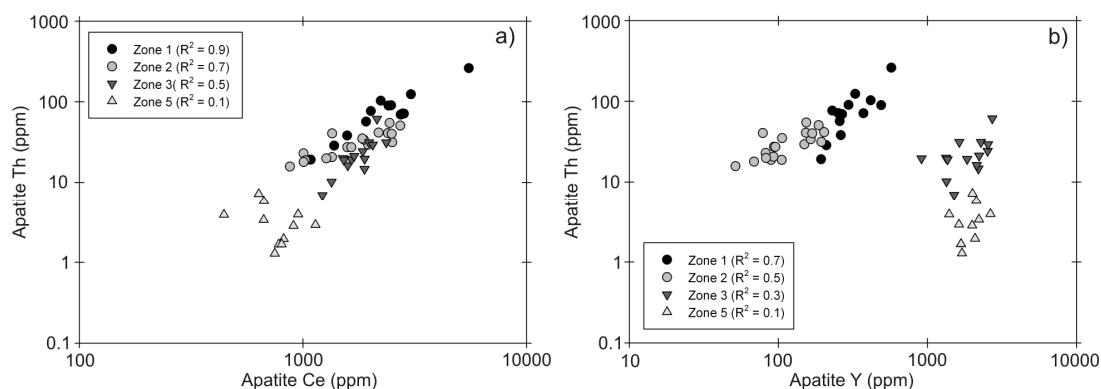 1000
100
10
1
0.1
Apatite Th (ppm)
Zone 1 (R² = 0.9)
Zone 2 (R² = 0.7)
Zone 3( R² = 0.5)
Zone 5 (R² = 0.1)
a)
100
1000
10000
Apatite Ce (ppm)
1000
100
10
1
0.1
Apatite Th (ppm)
b)
Zone 1 (R² = 0.7)
Zone 2 (R² = 0.5)
Zone 3 (R² = 0.3)
Zone 5 (R² = 0.1)
10
100
1000
10000
Apatite Y (ppm)